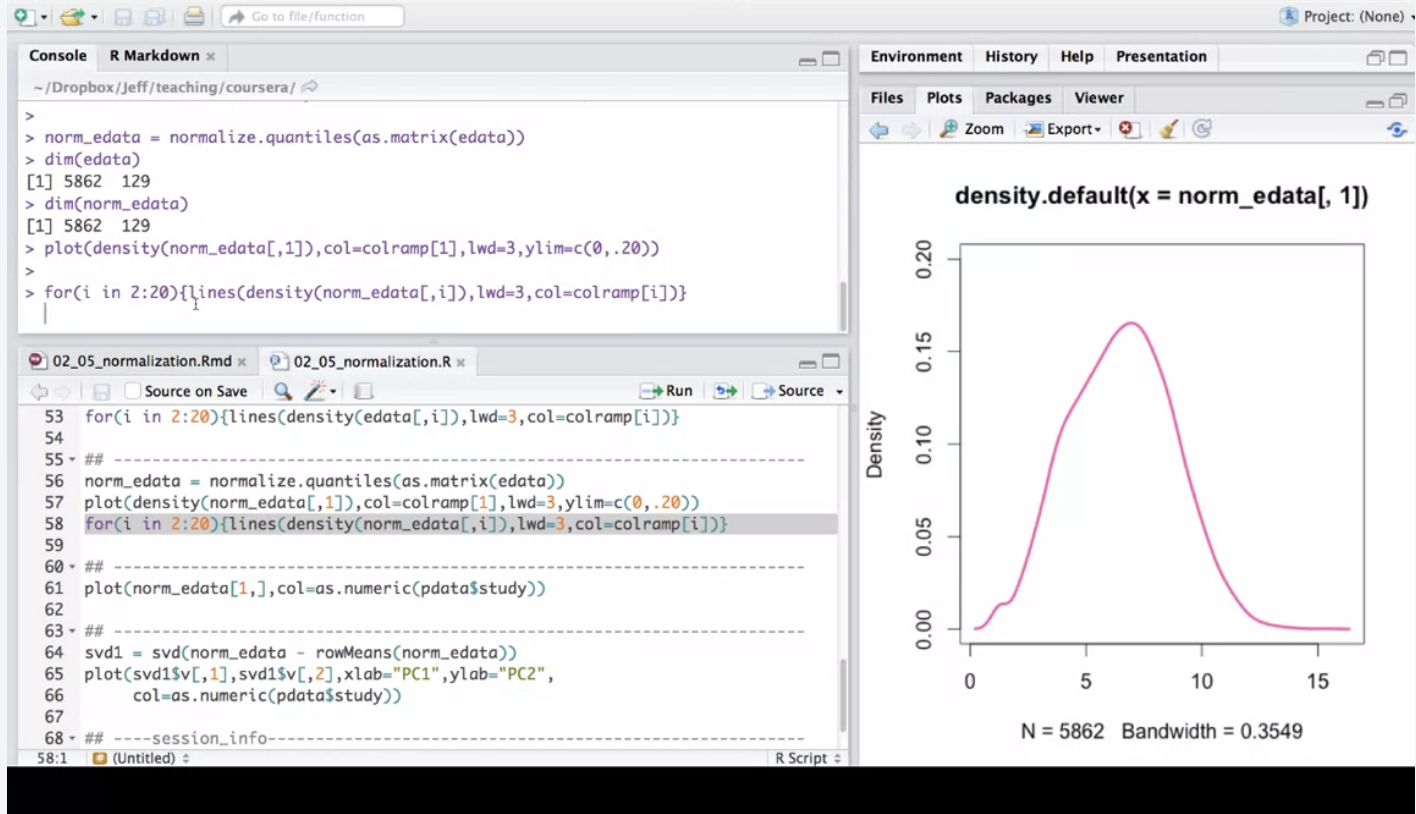 Go to file/function
Project: (None)
Console R Markdown
~/Dropbox/Jeff/teaching/coursera/
>
> norm_edata = normalize.quantiles(as.matrix(edata))
> dim(edata)
[1] 5862 129
> dim(norm_edata)
[1] 5862 129
> plot(density(norm_edata[,1]),col=colramp[1],lwd=3,ylim=c(0,.20))
>
> for(i in 2:20){lines(density(norm_edata[,i]),lwd=3,col=colramp[i])}
02_05_normalization.Rmd 02_05_normalization.R
Source on Save Run Source
53 for(i in 2:20){lines(density(edata[,i]),lwd=3,col=colramp[i])}
54
55 ## -----------------------------------------------------------------------
56 norm_edata = normalize.quantiles(as.matrix(edata))
57 plot(density(norm_edata[,1]),col=colramp[1],lwd=3,ylim=c(0,.20))
58 for(i in 2:20){lines(density(norm_edata[,i]),lwd=3,col=colramp[i])}
59
60 ## -----------------------------------------------------------------------
61 plot(norm_edata[1,],col=as.numeric(pdata$study))
62
63 ## -----------------------------------------------------------------------
64 svd1 = svd(norm_edata - rowMeans(norm_edata))
65 plot(svd1$v[,1],svd1$v[,2],xlab="PC1",ylab="PC2",
66 col=as.numeric(pdata$study))
67
68 ## ----session_info-------------------------------------------------------
58:1 (Untitled) R Script
Environment History Help Presentation
Files Plots Packages Viewer
Zoom Export
density.default(x = norm_edata[, 1])
Density
0.20
0.15
0.10
0.05
0.00
0 5 10 15
N = 5862 Bandwidth = 0.3549